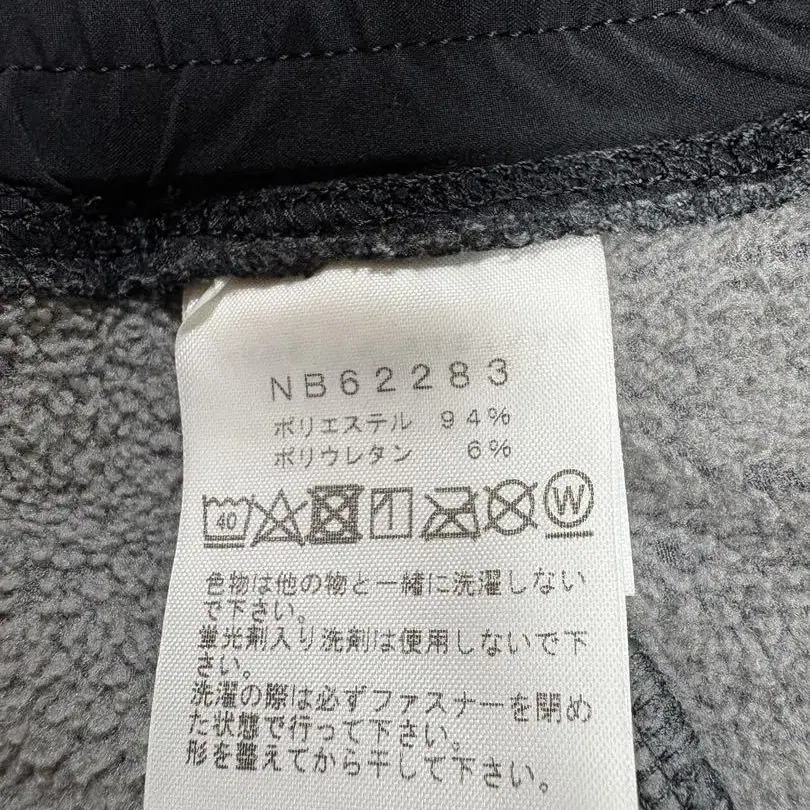 NB62283
ポリエステル 94%
ポリウレタン 6%
40 W
色物は他の物と一緒に洗濯しない
で下さい。
蛍光剤入り洗剤は使用しないで下
さい。
洗濯の際は必ずファスナーを閉め
た状態で行って下さい。
形を整えてから干して下さい。